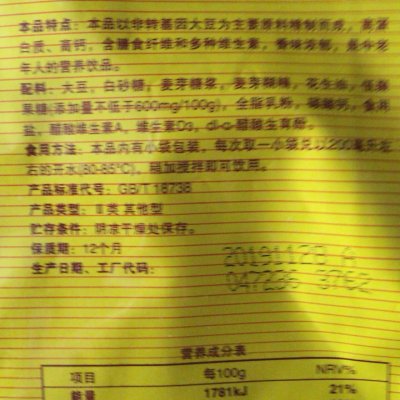 本品特点：本品以非转基因大豆为主要原料精制而成，高蛋
白质、高钙，含膳食纤维和多种维生素，香味浓郁，是中老
年人的营养饮品。
配料：大豆，白砂糖，麦芽糖浆，麦芽糊精，花生油，低聚
果糖(添加量不低于600mg/100g)，全脂乳粉，碳酸钙，食用
盐，醋酸维生素A，维生素D3，dl-α-醋酸生育酚。
食用方法：本品内有小袋包装，每次取一小袋兑以200毫升左
右的开水(80-85°C)，稍加搅拌即可饮用。
产品标准代号：GB/T 18738
产品类型：II类 其他型
贮存条件：阴凉干燥处保存。
保质期：12个月
生产日期、工厂代码：
20191128 A
047236 3762
营养成分表
项目 每100g NRV%
能量 1781kJ 21%